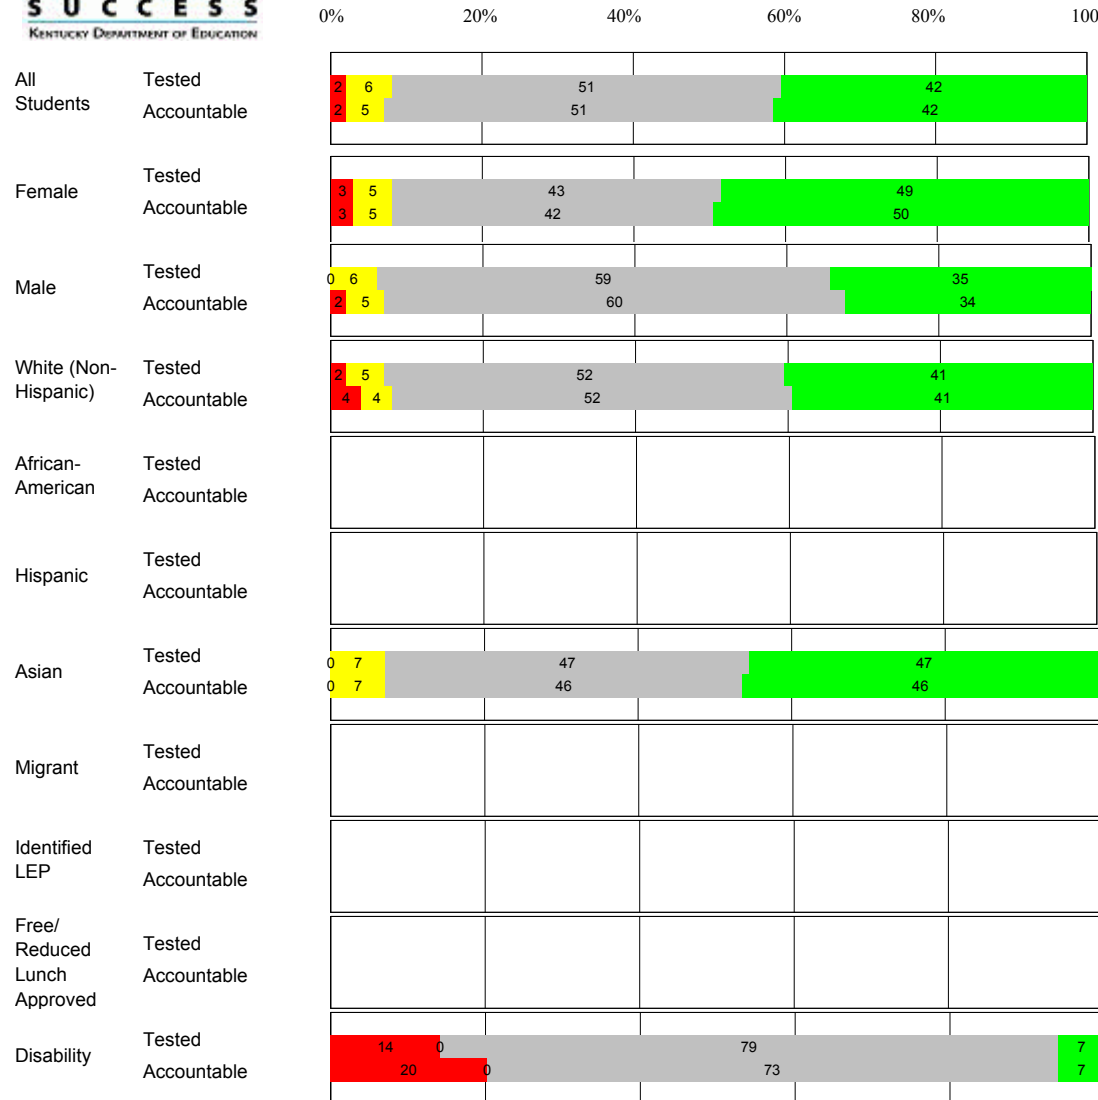 SUCCESS
KENTUCKY DEPARTMENT OF EDUCATION
0% 20% 40% 60% 80% 100
All Students
Tested 2 6 51 42
Accountable 2 5 51 42
Female
Tested 3 5 43 49
Accountable 3 5 42 50
Male
Tested 0 6 59 35
Accountable 2 5 60 34
White (Non-
Hispanic)
Tested 2 5 52 41
Accountable 4 4 52 41
African-
American
Tested
Accountable
Hispanic
Tested
Accountable
Asian
Tested 0 7 47 47
Accountable 0 7 46 46
Migrant
Tested
Accountable
Identified
LEP
Tested
Accountable
Free/
Reduced
Lunch
Approved
Tested
Accountable
Disability
Tested 14 0 79 7
Accountable 20 0 73 7